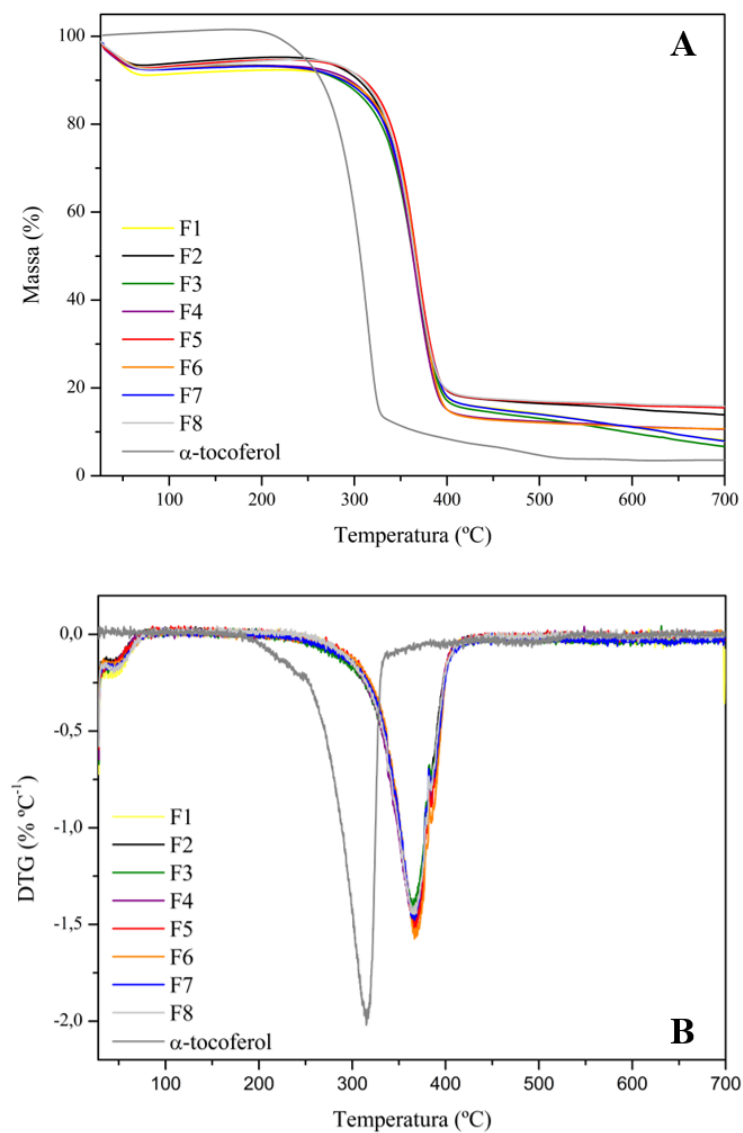 A
100
80
60
40
20
0
Massa (%)
F1
F2
F3
F4
F5
F6
F7
F8
α-tocoferol
100 200 300 400 500 600 700
Temperatura (ºC)
0,0
-0,5
-1,0
-1,5
-2,0
DTG (% ºC-1)
F1
F2
F3
F4
F5
F6
F7
F8
α-tocoferol
B
100 200 300 400 500 600 700
Temperatura (ºC)